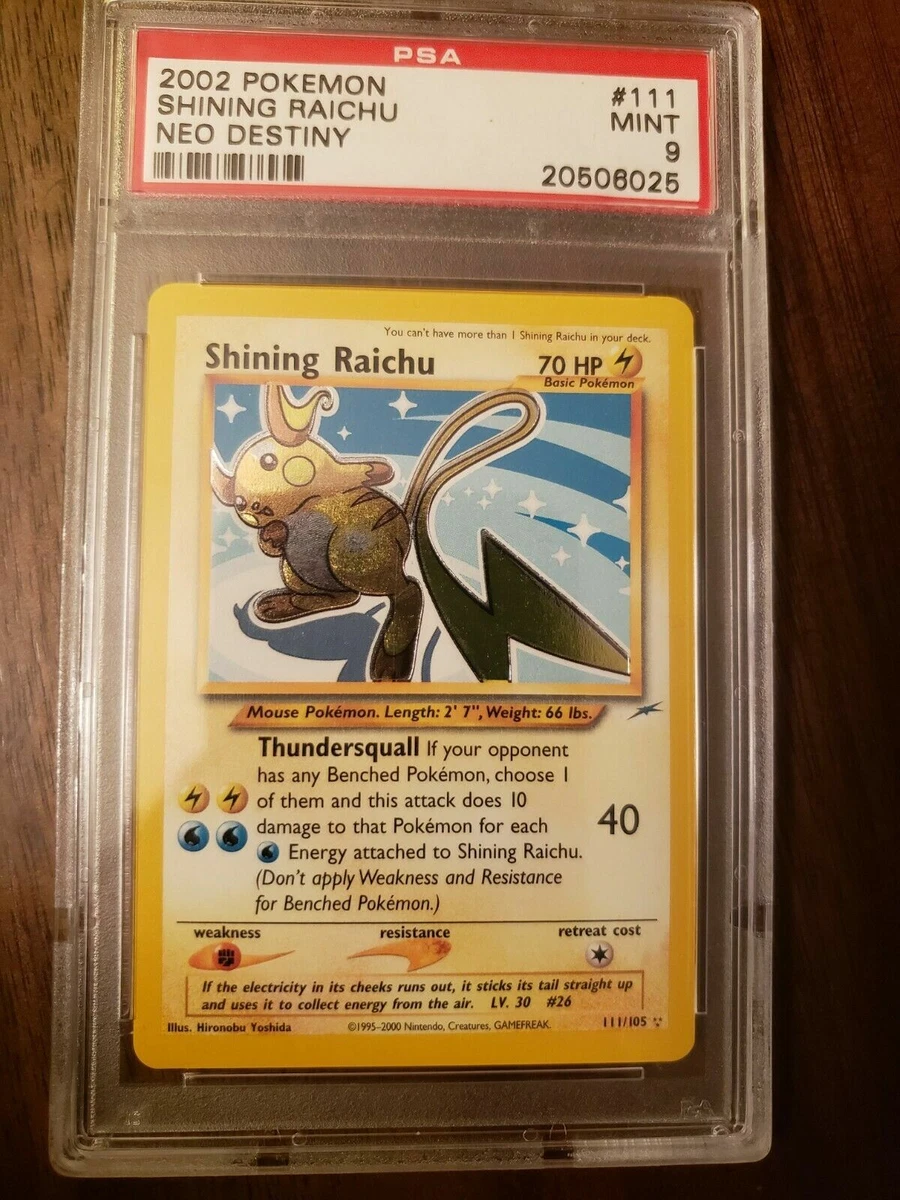 PSA
2002 POKEMON #111
SHINING RAICHU MINT
NEO DESTINY 9
20506025
You can't have more than 1 Shining Raichu in your deck.
Shining Raichu 70 HP
Basic Pokémon
Mouse Pokémon. Length: 2' 7", Weight: 66 lbs.
Thundersquall If your opponent
has any Benched Pokémon, choose 1
of them and this attack does 10
damage to that Pokémon for each
Energy attached to Shining Raichu.
(Don't apply Weakness and Resistance
for Benched Pokémon.)
40
weakness resistance retreat cost
If the electricity in its cheeks runs out, it sticks its tail straight up
and uses it to collect energy from the air. LV. 30 #26
Illus. Hironobu Yoshida ©1995-2000 Nintendo, Creatures, GAMEFREAK. 111/105